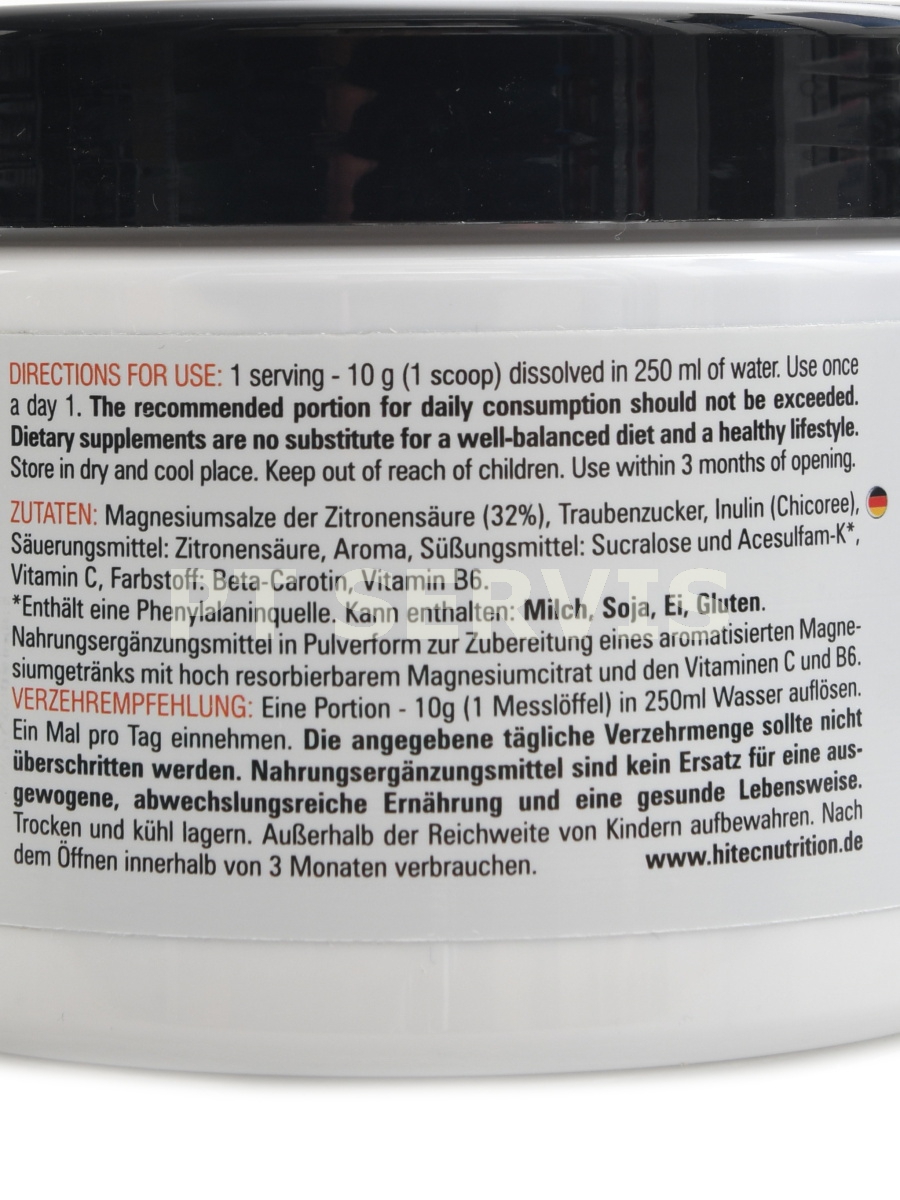 DIRECTIONS FOR USE: 1 serving - 10 g (1 scoop) dissolved in 250 ml of water. Use once
a day 1. The recommended portion for daily consumption should not be exceeded.
Dietary supplements are no substitute for a well-balanced diet and a healthy lifestyle.
Store in dry and cool place. Keep out of reach of children. Use within 3 months of opening.
ZUTATEN: Magnesiumsalze der Zitronensäure (32%), Traubenzucker, Inulin (Chicoree),
Säuerungsmittel: Zitronensäure, Aroma, Süßungsmittel: Sucralose und Acesulfam-K*,
Vitamin C, Farbstoff: Beta-Carotin, Vitamin B6.
PT SERVIS
*Enthält eine Phenylalaninquelle. Kann enthalten: Milch, Soja, Ei, Gluten.
Nahrungsergänzungsmittel in Pulverform zur Zubereitung eines aromatisierten Magne-
siumgetränks mit hoch resorbierbarem Magnesiumcitrat und den Vitaminen C und B6.
VERZEHREMPFEHLUNG: Eine Portion - 10g (1 Messlöffel) in 250ml Wasser auflösen.
Ein Mal pro Tag einnehmen. Die angegebene tägliche Verzehrmenge sollte nicht
überschritten werden. Nahrungsergänzungsmittel sind kein Ersatz für eine aus-
gewogene, abwechslungsreiche Ernährung und eine gesunde Lebensweise.
Trocken und kühl lagern. Außerhalb der Reichweite von Kindern aufbewahren. Nach
dem Öffnen innerhalb von 3 Monaten verbrauchen. www.hitecnutrition.de